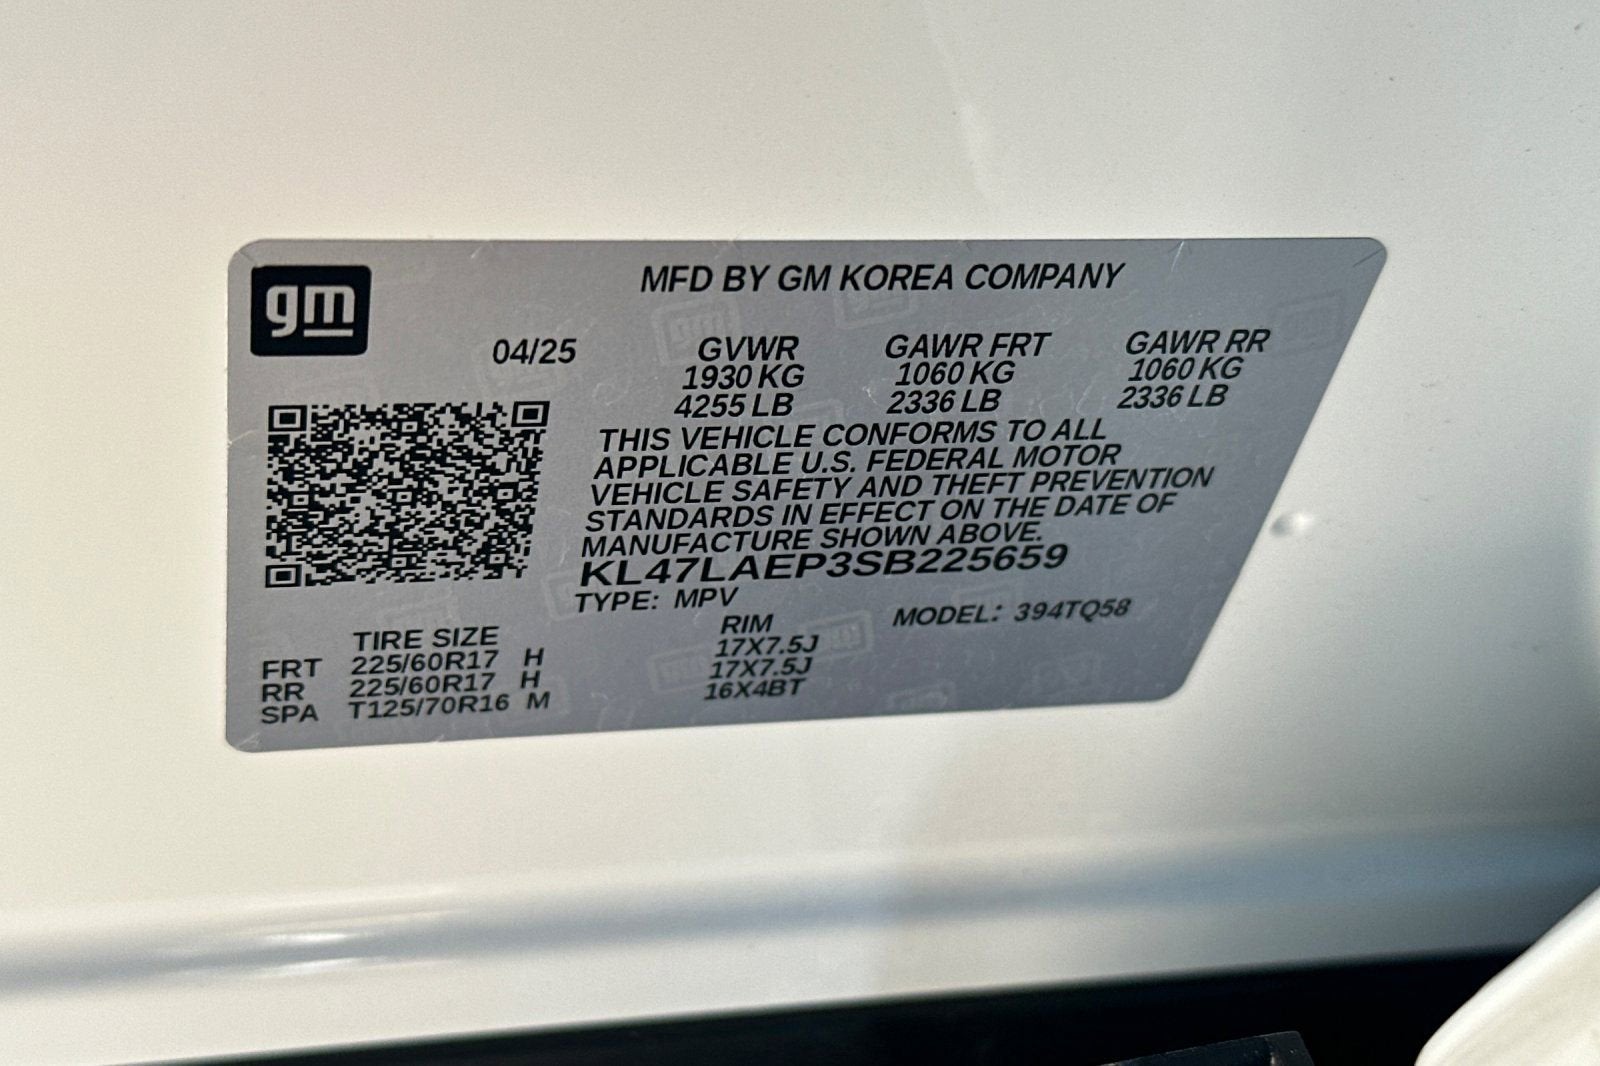 gm
MFD BY GM KOREA COMPANY
04/25 GVWR GAWR FRT GAWR RR
1930 KG 1060 KG 1060 KG
4255 LB 2336 LB 2336 LB
THIS VEHICLE CONFORMS TO ALL
APPLICABLE U.S. FEDERAL MOTOR
VEHICLE SAFETY AND THEFT PREVENTION
STANDARDS IN EFFECT ON THE DATE OF
MANUFACTURE SHOWN ABOVE.
KL47LAEP3SB225659
TYPE: MPV MODEL: 394TQ58
TIRE SIZE RIM
FRT 225/60R17 H 17X7.5J
RR 225/60R17 H 17X7.5J
SPA T125/70R16 M 16X4BT